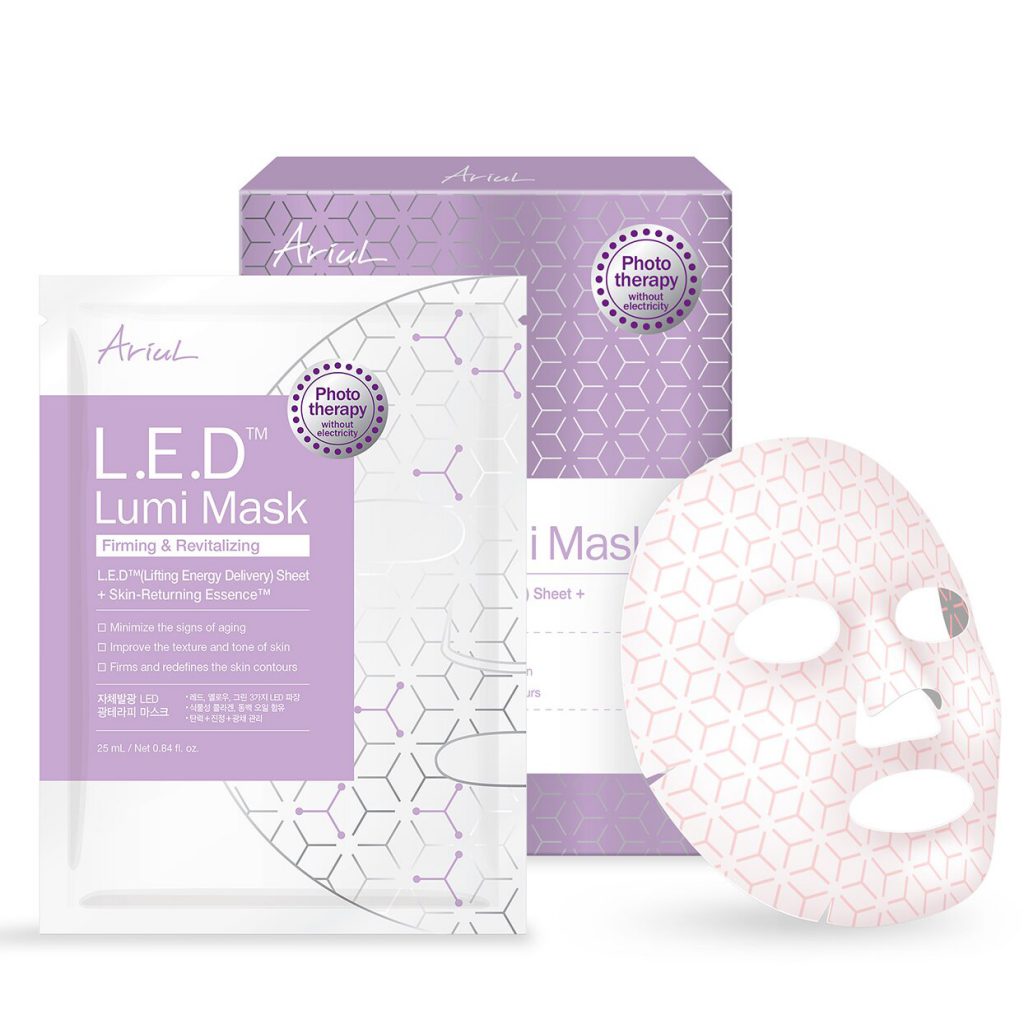 Ariul
Ariul
Photo
therapy
without
electricity
i Mas
) Sheet +
n
urs
Ariul
Photo
therapy
without
electricity
L.E.D™
Lumi Mask
Firming & Revitalizing
L.E.D™(Lifting Energy Delivery) Sheet
+ Skin-Returning Essence™
□ Minimize the signs of aging
□ Improve the texture and tone of skin
□ Firms and redefines the skin contours
자체발광 LED
광테라피 마스크
• 레드, 옐로우, 그린 3가지 LED 파장
• 식물성 콜라겐, 동백 오일 함유
• 탄력+진정+광채 관리
25 mL / Net 0.84 fl. oz.